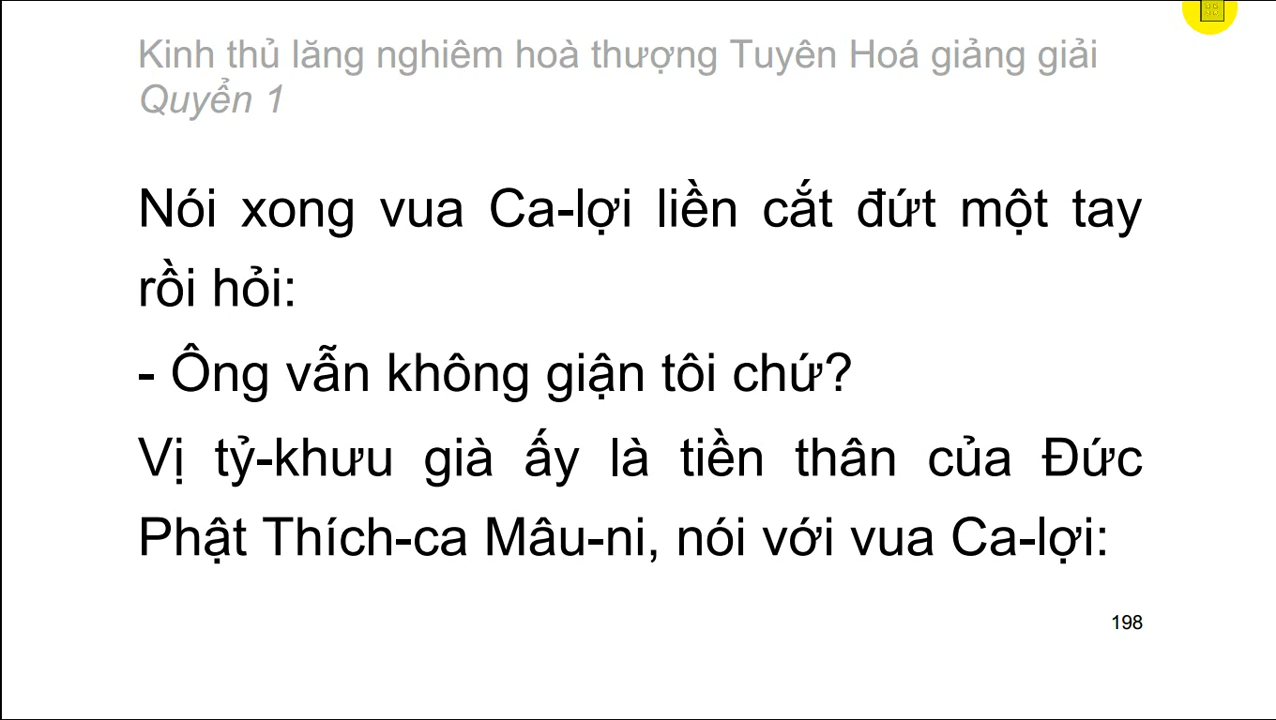 Kinh thủ lăng nghiêm hoà thượng Tuyên Hoá giảng giải
Quyển 1
Nói xong vua Ca-lợi liền cắt đứt một tay
rồi hỏi:
- Ông vẫn không giận tôi chứ?
Vị tỷ-khưu già ấy là tiền thân của Đức
Phật Thích-ca Mâu-ni, nói với vua Ca-lợi:
198